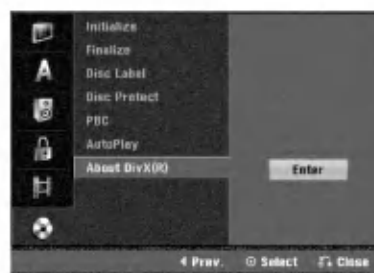 Initialize
Finalize
Disc Label
Disc Protect
PBC
AutoPlay
About DivX(R)
Enter
Prev.
Select
Close